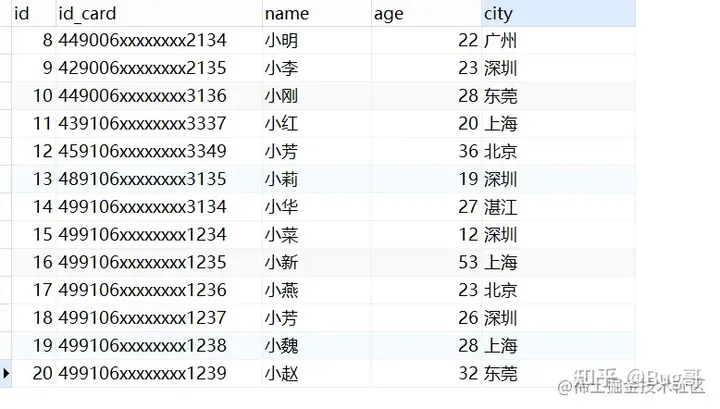 id id_card name age city
8 449006xxxxxxxx2134 小明 22 广州
9 429006xxxxxxxx2135 小李 23 深圳
10 449006xxxxxxxx3136 小刚 28 东莞
11 439106xxxxxxxx3337 小红 20 上海
12 459106xxxxxxxx3349 小芳 36 北京
13 489106xxxxxxxx3135 小莉 19 深圳
14 499106xxxxxxxx3134 小华 27 湛江
15 499106xxxxxxxx1234 小菜 12 深圳
16 499106xxxxxxxx1235 小新 53 上海
17 499106xxxxxxxx1236 小燕 23 北京
18 499106xxxxxxxx1237 小芳 26 深圳
19 499106xxxxxxxx1238 小魏 28 上海
20 499106xxxxxxxx1239 小赵 32 东莞
知乎 @Bug哥
@稀土掘金技术社区